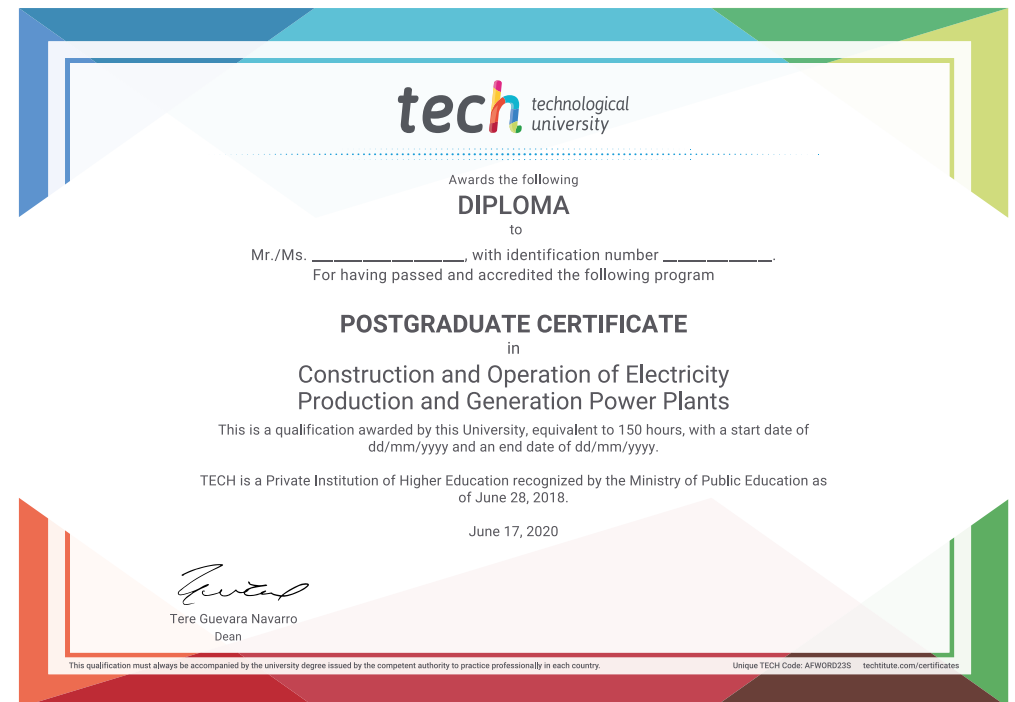 tech technological
university
Awards the following
DIPLOMA
to
Mr./Ms. ____________________, with identification number ______________.
For having passed and accredited the following program
POSTGRADUATE CERTIFICATE
in
Construction and Operation of Electricity
Production and Generation Power Plants
This is a qualification awarded by this University, equivalent to 150 hours, with a start date of
dd/mm/yyyy and an end date of dd/mm/yyyy.
TECH is a Private Institution of Higher Education recognized by the Ministry of Public Education as
of June 28, 2018.
June 17, 2020
Tere Guevara Navarro
Dean
This qualification must always be accompanied by the university degree issued by the competent authority to practice professionally in each country.
Unique TECH Code: AFWORD23S techtitute.com/certificates